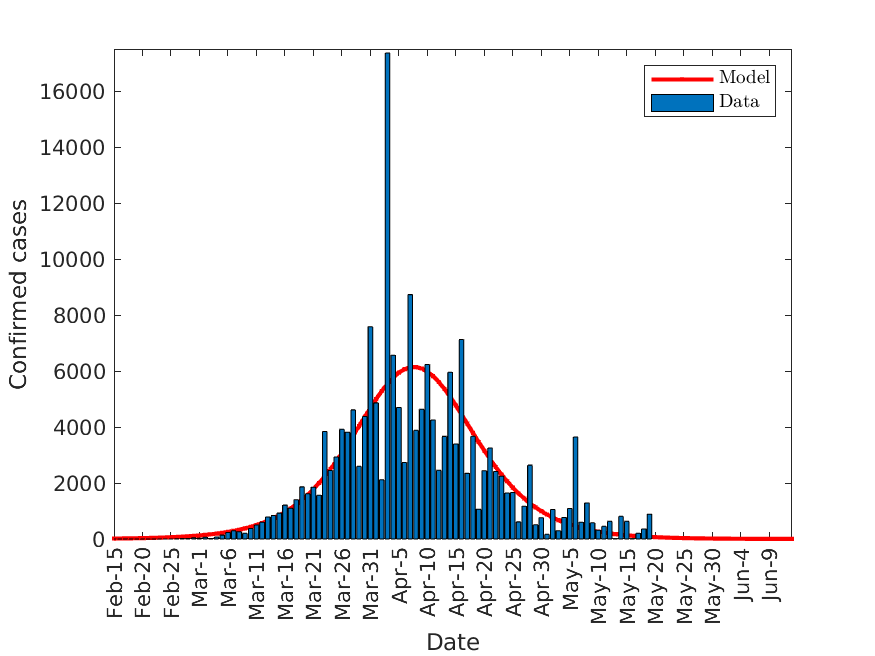 Model
Data
16000
14000
12000
10000
8000
6000
4000
2000
0
Confirmed cases
Feb-15
Feb-20
Feb-25
Mar-1
Mar-6
Mar-11
Mar-16
Mar-21
Mar-26
Mar-31
Apr-5
Apr-10
Apr-15
Apr-20
Apr-25
Apr-30
May-5
May-10
May-15
May-20
May-25
May-30
Jun-4
Jun-9
Date